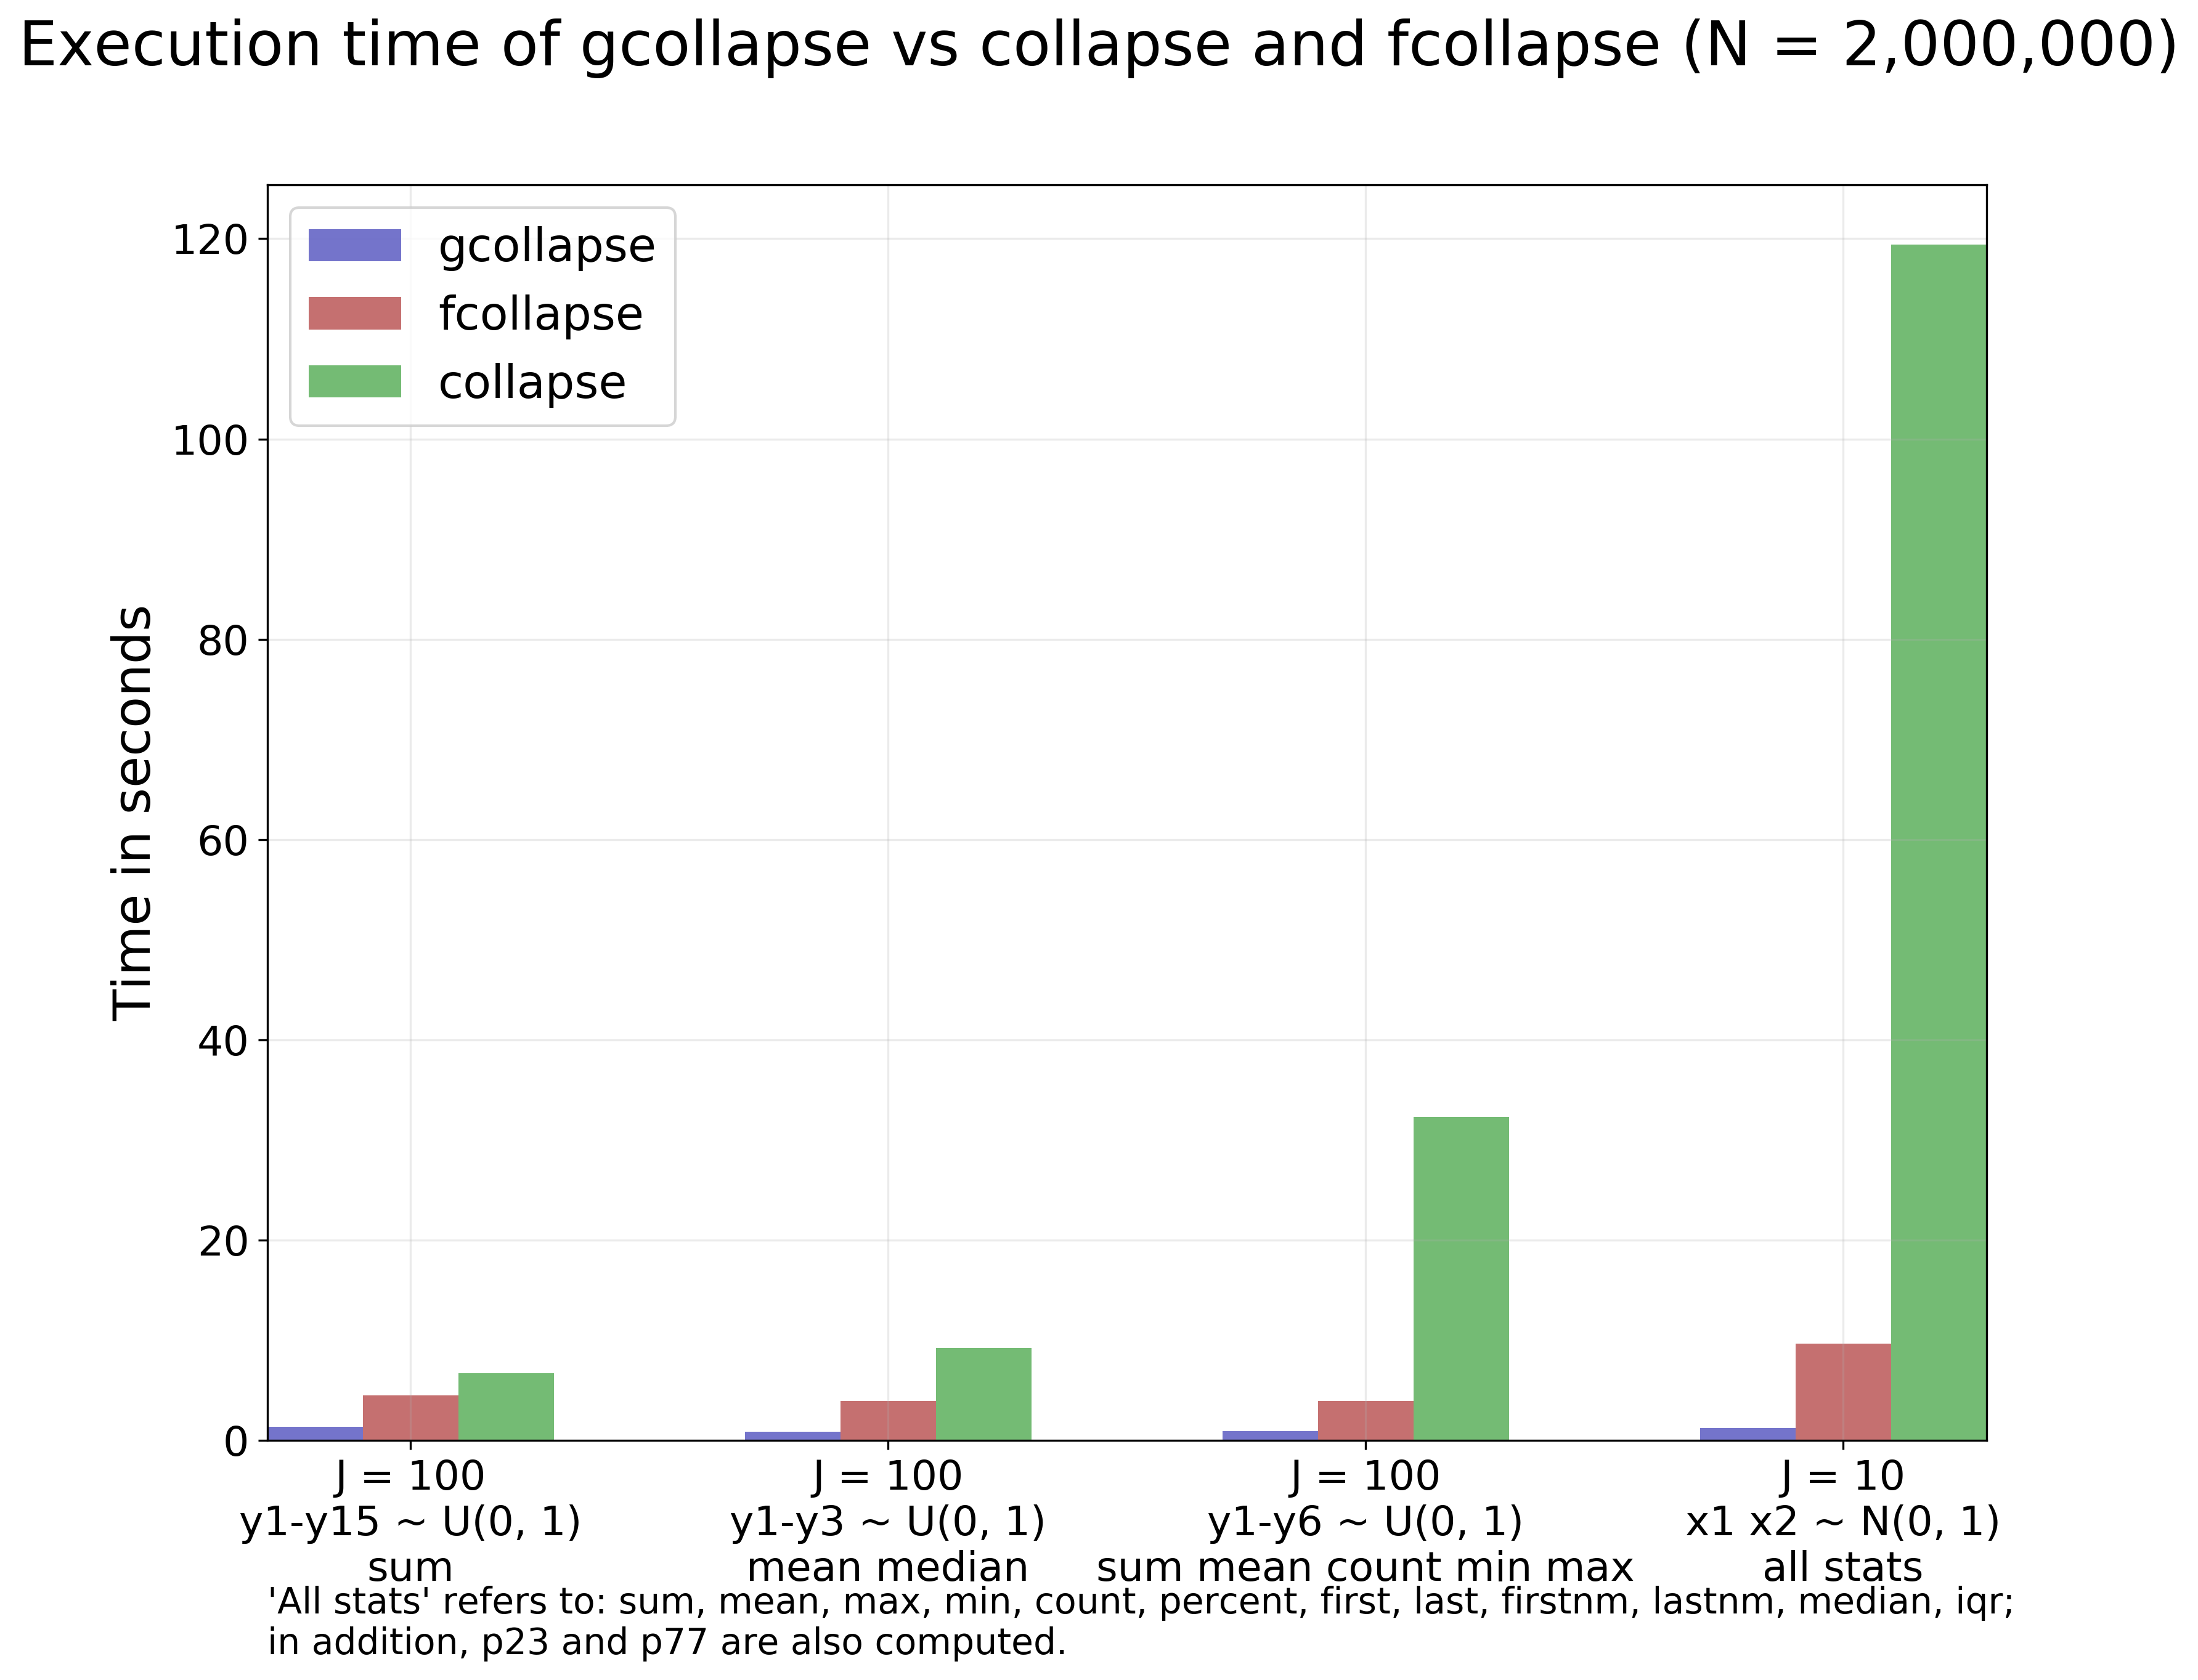 Execution time of gcollapse vs collapse and fcollapse (N = 2,000,000)
gcollapse
fcollapse
collapse
Time in seconds
120
100
80
60
40
20
0
J = 100
y1-y15 ~ U(0, 1)
sum
J = 100
y1-y3 ~ U(0, 1)
mean median
J = 100
y1-y6 ~ U(0, 1)
sum mean count min max
J = 10
x1 x2 ~ N(0, 1)
all stats
'All stats' refers to: sum, mean, max, min, count, percent, first, last, firstnm, lastnm, median, iqr;
in addition, p23 and p77 are also computed.